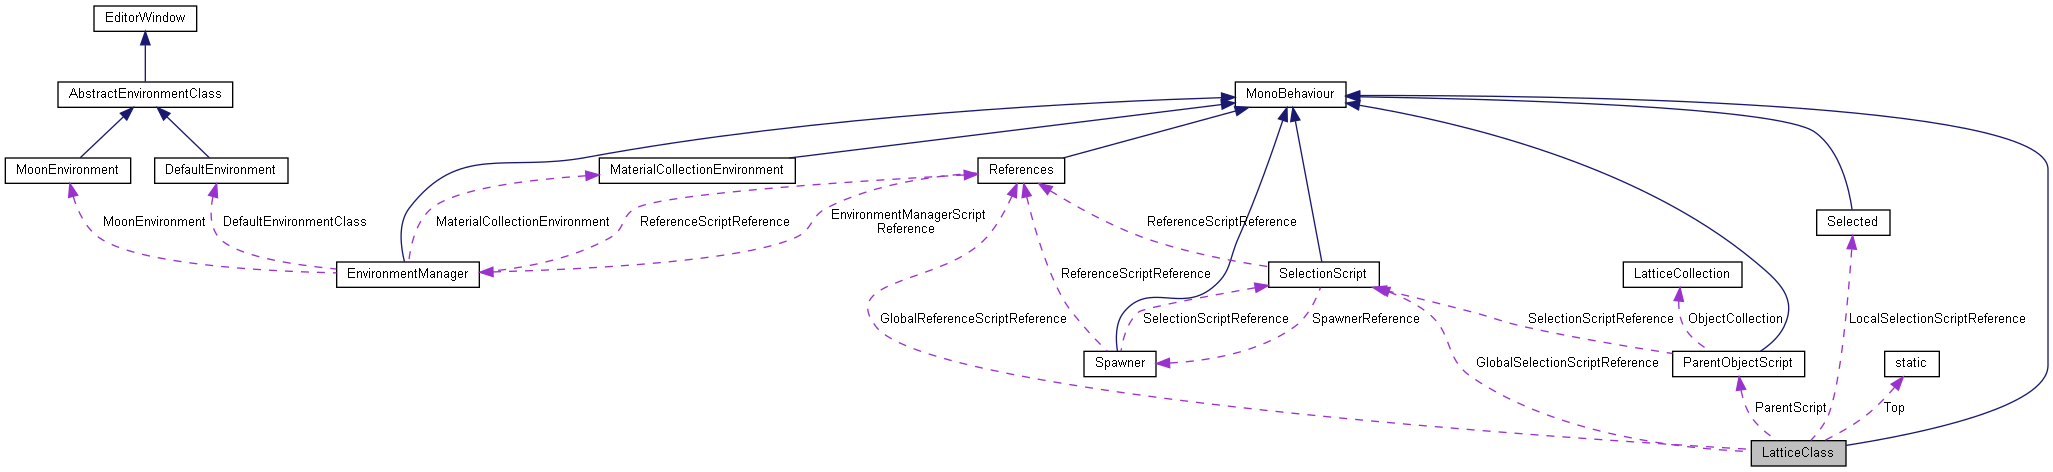 EditorWindow
AbstractEnvironmentClass
MonoBehaviour
MoonEnvironment
DefaultEnvironment
MaterialCollectionEnvironment
References
MoonEnvironment
DefaultEnvironmentClass
MaterialCollectionEnvironment
ReferenceScriptReference
EnvironmentManagerScript
Reference
ReferenceScriptReference
Selected
EnvironmentManager
ReferenceScriptReference
SelectionScript
LatticeCollection
GlobalReferenceScriptReference
SelectionScriptReference
SpawnerReference
SelectionScriptReference
ObjectCollection
LocalSelectionScriptReference
Spawner
GlobalSelectionScriptReference
ParentObjectScript
static
ParentScript
Top
LatticeClass